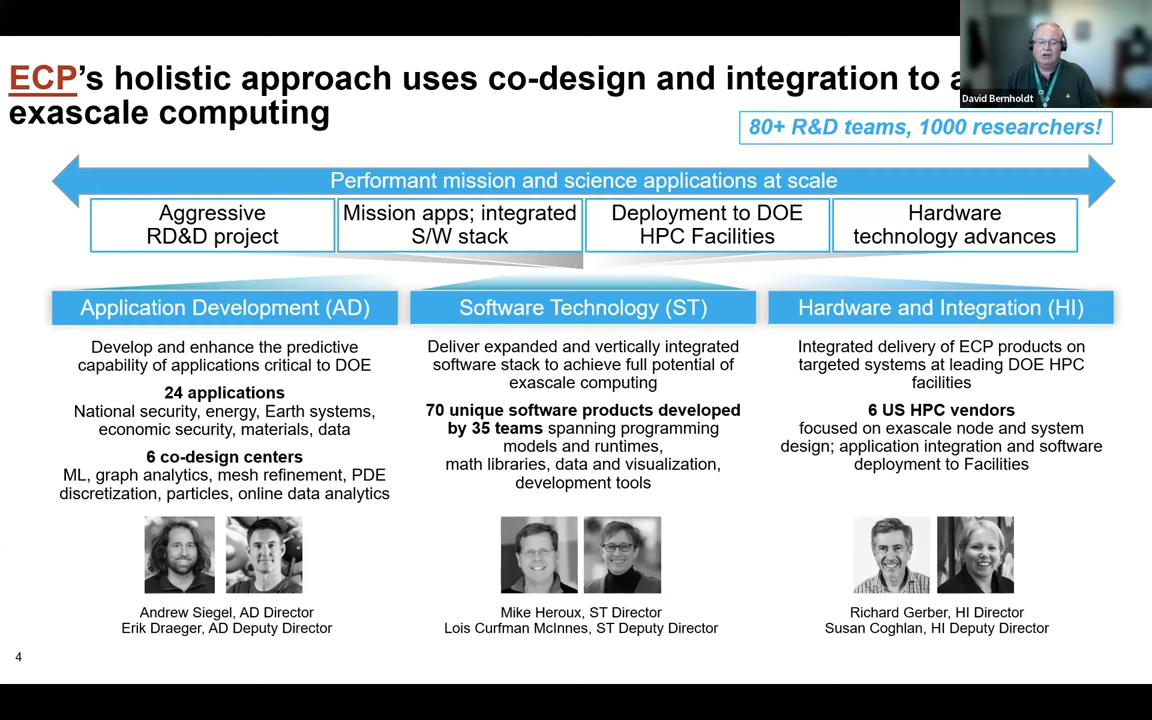 ECP's holistic approach uses co-design and integration to a
exascale computing
David Bernholdt
80+ R&D teams, 1000 researchers!
Performant mission and science applications at scale
Aggressive
RD&D project
Mission apps; integrated
S/W stack
Deployment to DOE
HPC Facilities
Hardware
technology advances
Application Development (AD)
Develop and enhance the predictive
capability of applications critical to DOE
24 applications
National security, energy, Earth systems,
economic security, materials, data
6 co-design centers
ML, graph analytics, mesh refinement, PDE
discretization, particles, online data analytics
Andrew Siegel, AD Director
Erik Draeger, AD Deputy Director
Software Technology (ST)
Deliver expanded and vertically integrated
software stack to achieve full potential of
exascale computing
70 unique software products developed
by 35 teams spanning programming
models and runtimes,
math libraries, data and visualization,
development tools
Mike Heroux, ST Director
Lois Curfman McInnes, ST Deputy Director
Hardware and Integration (HI)
Integrated delivery of ECP products on
targeted systems at leading DOE HPC
facilities
6 US HPC vendors
focused on exascale node and system
design; application integration and software
deployment to Facilities
Richard Gerber, HI Director
Susan Coghlan, HI Deputy Director
4